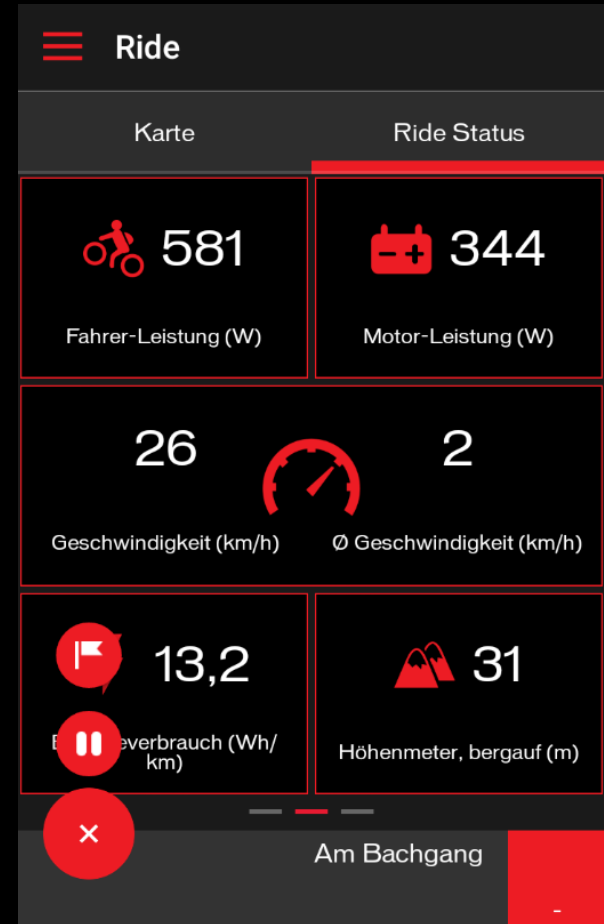 Ride
Karte
Ride Status
581
344
Fahrer-Leistung (W)
Motor-Leistung (W)
26
2
Geschwindigkeit (km/h)
Ø Geschwindigkeit (km/h)
13,2
31
everbrauch (Wh/
km)
Höhenmeter, bergauf (m)
Am Bachgang
-